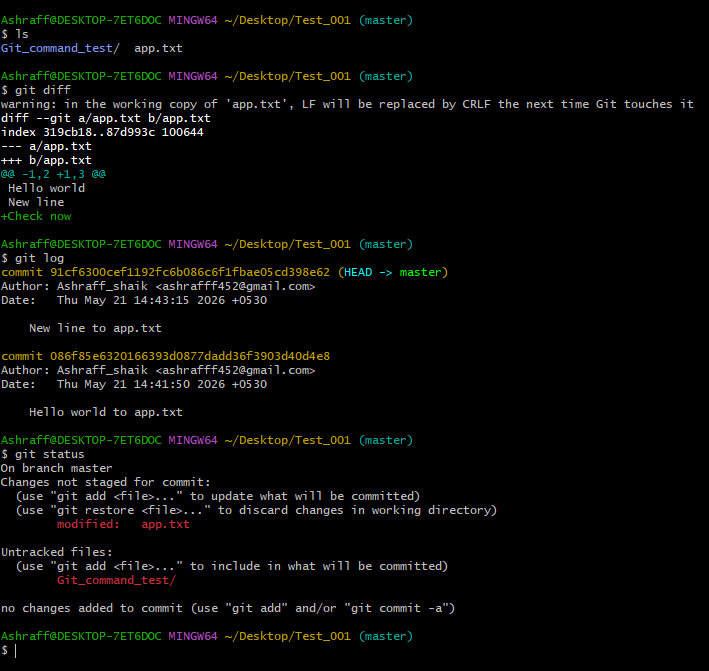 Ashraff@DESKTOP-7ET6DOC MINGW64 ~/Desktop/Test_001 (master)
$ ls
Git_command_test/  app.txt

Ashraff@DESKTOP-7ET6DOC MINGW64 ~/Desktop/Test_001 (master)
$ git diff
warning: in the working copy of 'app.txt', LF will be replaced by CRLF the next time Git touches it
diff --git a/app.txt b/app.txt
index 319cb18..87d993c 100644
--- a/app.txt
+++ b/app.txt
@@ -1,2 +1,3 @@
 Hello world
 New line
+Check now

Ashraff@DESKTOP-7ET6DOC MINGW64 ~/Desktop/Test_001 (master)
$ git log
commit 91cf6300cef1192fc6b086c6f1fbae05cd398e62 (HEAD -> master)
Author: Ashraff_shaik <ashrafff452@gmail.com>
Date:   Thu May 21 14:43:15 2026 +0530

    New line to app.txt

commit 086f85e6320166393d0877dadd36f3903d40d4e8
Author: Ashraff_shaik <ashrafff452@gmail.com>
Date:   Thu May 21 14:41:50 2026 +0530

    Hello world to app.txt

Ashraff@DESKTOP-7ET6DOC MINGW64 ~/Desktop/Test_001 (master)
$ git status
On branch master
Changes not staged for commit:
  (use "git add <file>..." to update what will be committed)
  (use "git restore <file>..." to discard changes in working directory)
        modified:   app.txt

Untracked files:
  (use "git add <file>..." to include in what will be committed)
        Git_command_test/

no changes added to commit (use "git add" and/or "git commit -a")

Ashraff@DESKTOP-7ET6DOC MINGW64 ~/Desktop/Test_001 (master)
$